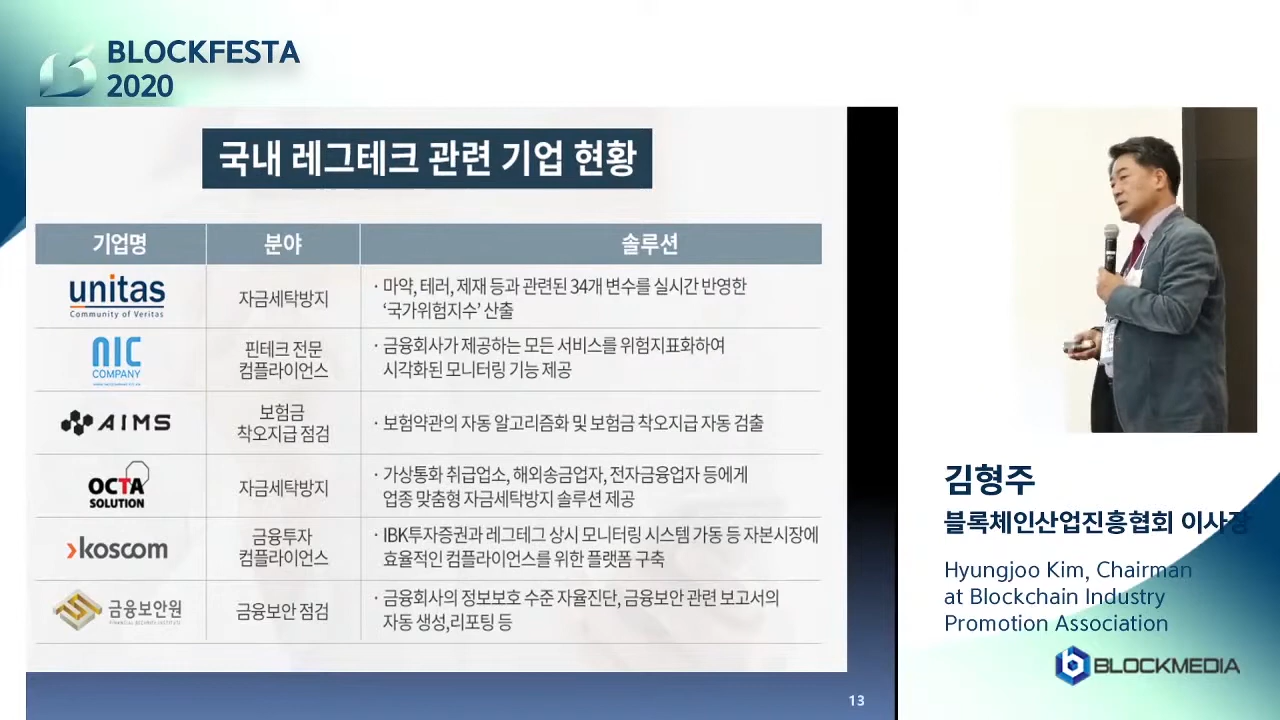 BLOCKFESTA
2020
국내 레그테크 관련 기업 현황
기업명 분야 솔루션
unitas
Community of Veritas
자금세탁방지
· 마약, 테러, 제재 등과 관련된 34개 변수를 실시간 반영한
‘국가위험지수’ 산출
NIC
COMPANY
핀테크 전문
컴플라이언스
· 금융회사가 제공하는 모든 서비스를 위험지표화하여
시각화된 모니터링 기능 제공
AIMS
보험금
착오지급 점검
· 보험약관의 자동 알고리즘화 및 보험금 착오지급 자동 검출
OCTA
SOLUTION
자금세탁방지
· 가상통화 취급업소, 해외송금업자, 전자금융업자 등에게
업종 맞춤형 자금세탁방지 솔루션 제공
koscom
금융투자
컴플라이언스
· IBK투자증권과 레그테그 상시 모니터링 시스템 가동 등 자본시장에
효율적인 컴플라이언스를 위한 플랫폼 구축
금융보안원
FINANCIAL SECURITY INSTITUTE
금융보안 점검
· 금융회사의 정보보호 수준 자율진단, 금융보안 관련 보고서의
자동 생성,리포팅 등
13
김형주
블록체인산업진흥협회 이사장
Hyungjoo Kim, Chairman
at Blockchain Industry
Promotion Association
BLOCKMEDIA